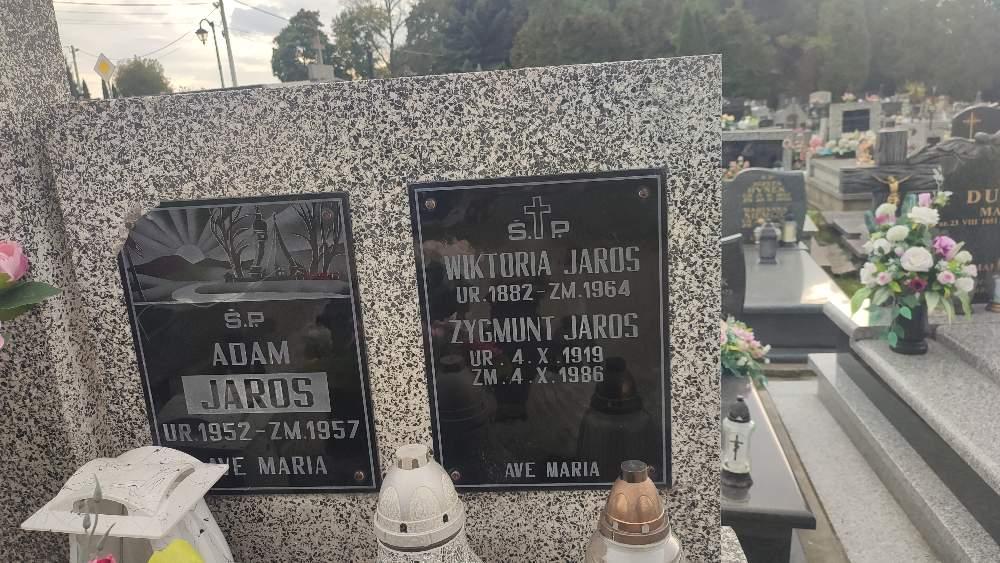 Ś.P.
ADAM
JAROS
UR.1952-ZM.1957
AVE MARIA
Ś.P.
WIKTORIA JAROS
UR.1882-ZM.1964
ZYGMUNT JAROS
UR. 4.X.1919
ZM. 4.X.1986
AVE MARIA